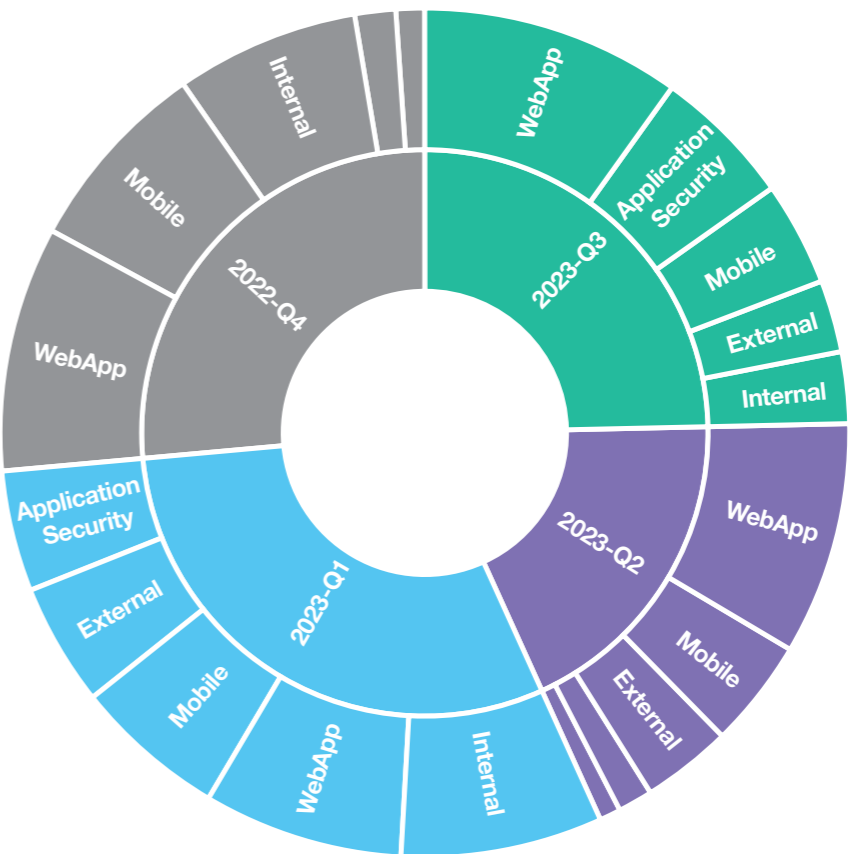 WebApp
Application
Security
Mobile
External
Internal
2023-Q3
WebApp
Mobile
External
2023-Q2
Internal
WebApp
Mobile
External
Application
Security
2023-Q1
WebApp
Mobile
Internal
2022-Q4